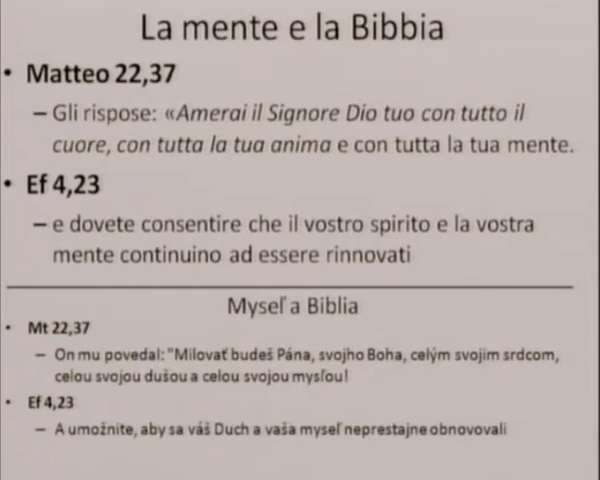 La mente e la Bibbia
• Matteo 22,37
– Gli rispose: «Amerai il Signore Dio tuo con tutto il
cuore, con tutta la tua anima e con tutta la tua mente.
• Ef 4,23
– e dovete consentire che il vostro spirito e la vostra
mente continuino ad essere rinnovati
Myseľ a Biblia
• Mt 22,37
– On mu povedal: "Milovať budeš Pána, svojho Boha, celým svojim srdcom,
celou svojou dušou a celou svojou mysľou!
• Ef 4,23
– A umožnite, aby sa váš Duch a vaša myseľ neprestajne obnovovali